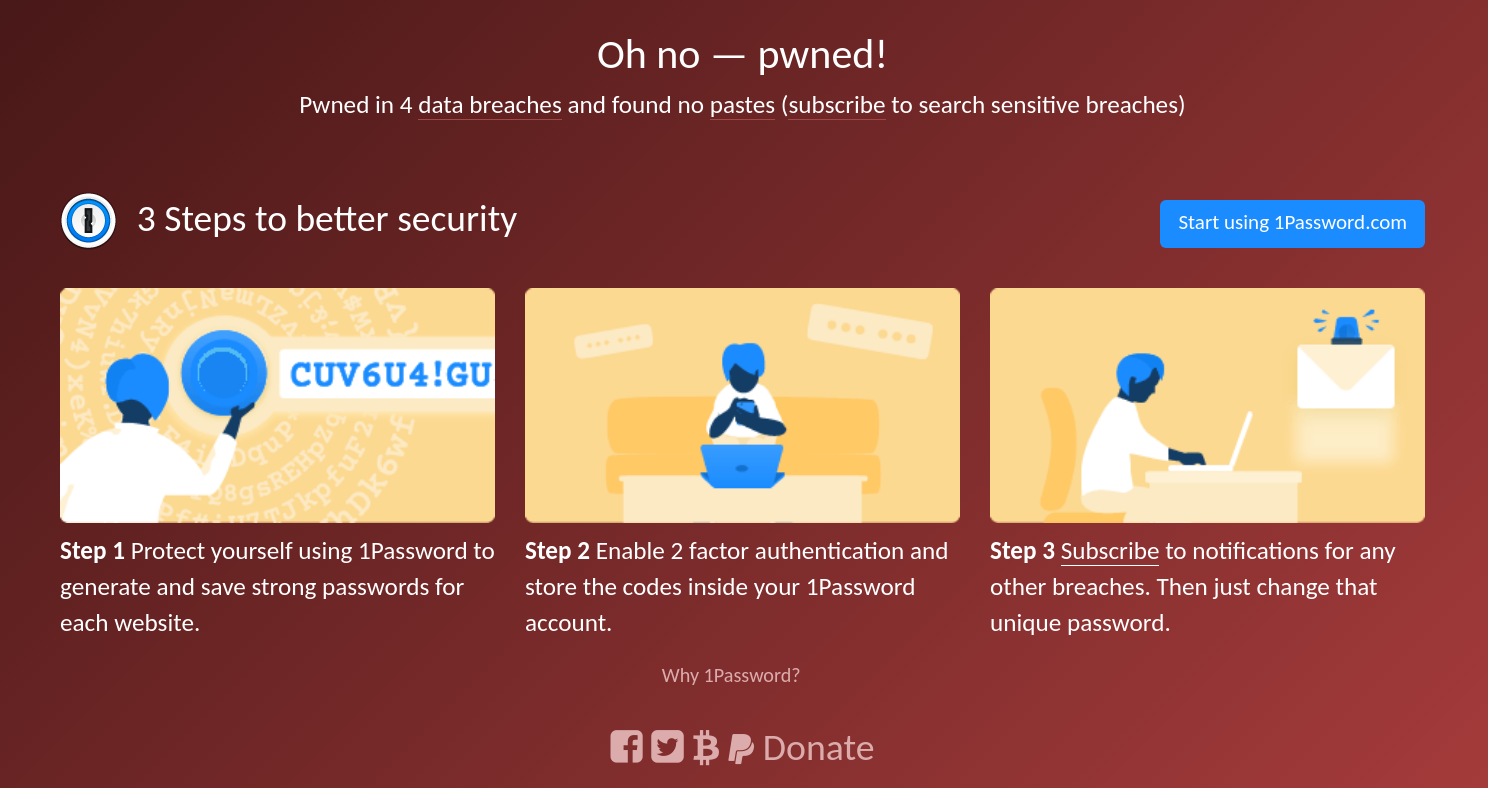 Oh no — pwned!
Pwned in 4 data breaches and found no pastes (subscribe to search sensitive breaches)
3 Steps to better security
Start using 1Password.com
CUV6U4!GU
Step 1 Protect yourself using 1Password to
generate and save strong passwords for
each website.
Step 2 Enable 2 factor authentication and
store the codes inside your 1Password
account.
Step 3 Subscribe to notifications for any
other breaches. Then just change that
unique password.
Why 1Password?
Donate